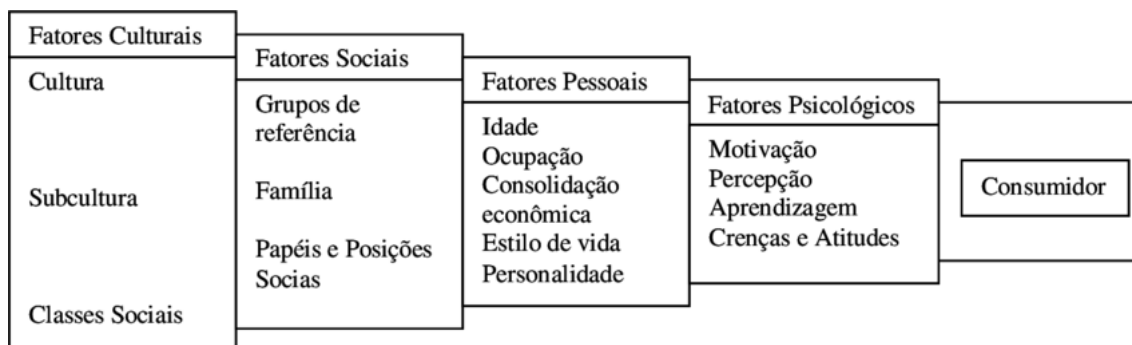 Fatores Culturais
Cultura
Subcultura
Classes Sociais
Fatores Sociais
Grupos de
referência
Família
Papéis e Posições
Socias
Fatores Pessoais
Idade
Ocupação
Consolidação
econômica
Estilo de vida
Personalidade
Fatores Psicológicos
Motivação
Percepção
Aprendizagem
Crenças e Atitudes
Consumidor